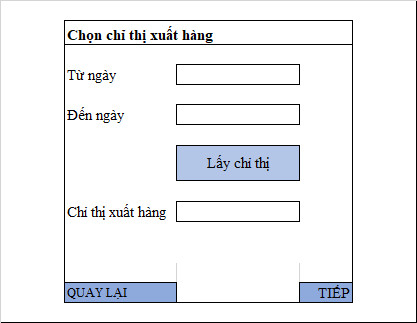 Chọn chỉ thị xuất hàng
Từ ngày
Đến ngày
Lấy chỉ thị
Chỉ thị xuất hàng
QUAY LẠI
TIẾP